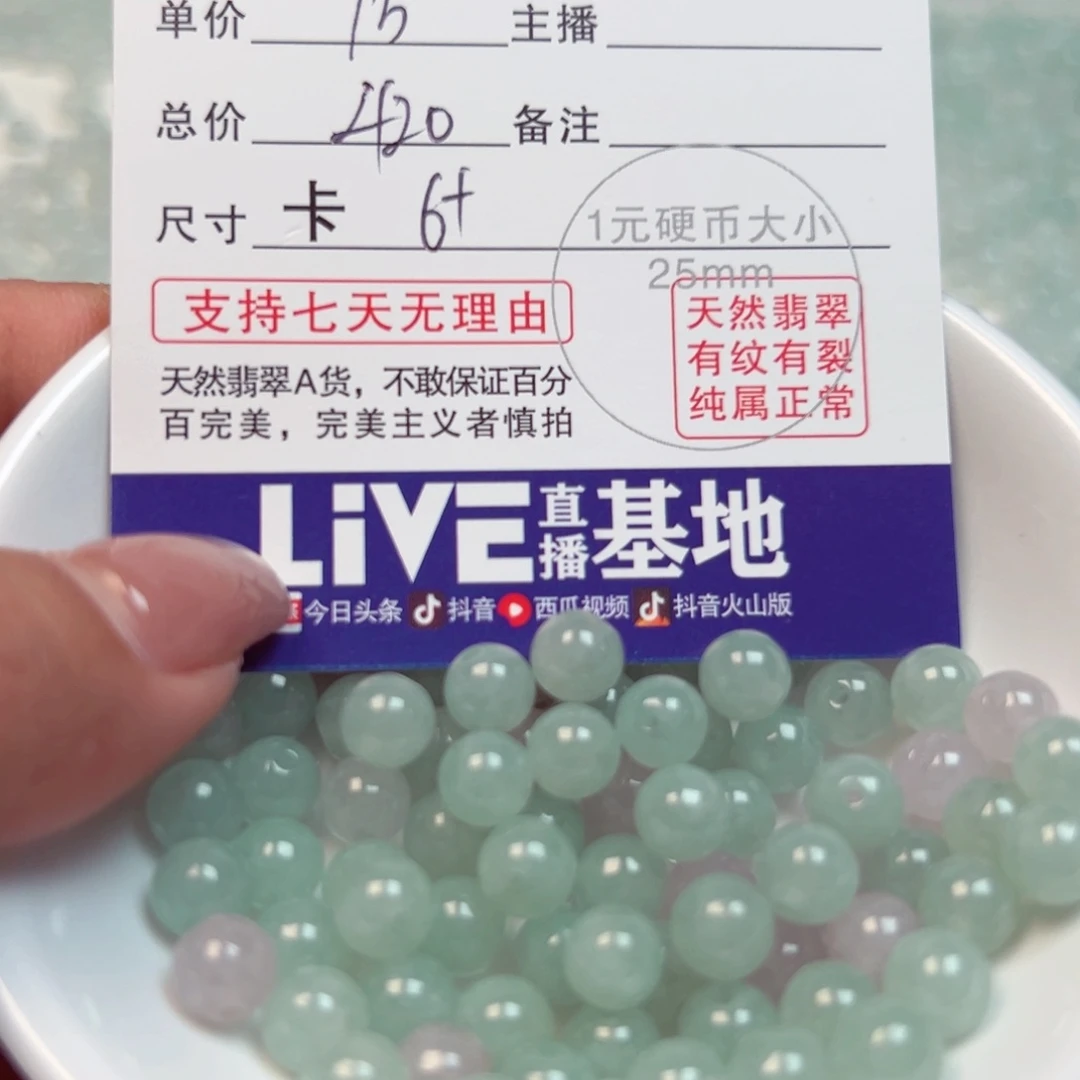 单价 15 主播
总价 420 备注
尺寸 卡 6+
1元硬币大小
25mm
支持七天无理由
天然翡翠
有纹有裂
纯属正常
天然翡翠A货，不敢保证百分
百完美，完美主义者慎拍
LiVE直播基地
今日头条 抖音 西瓜视频 抖音火山版